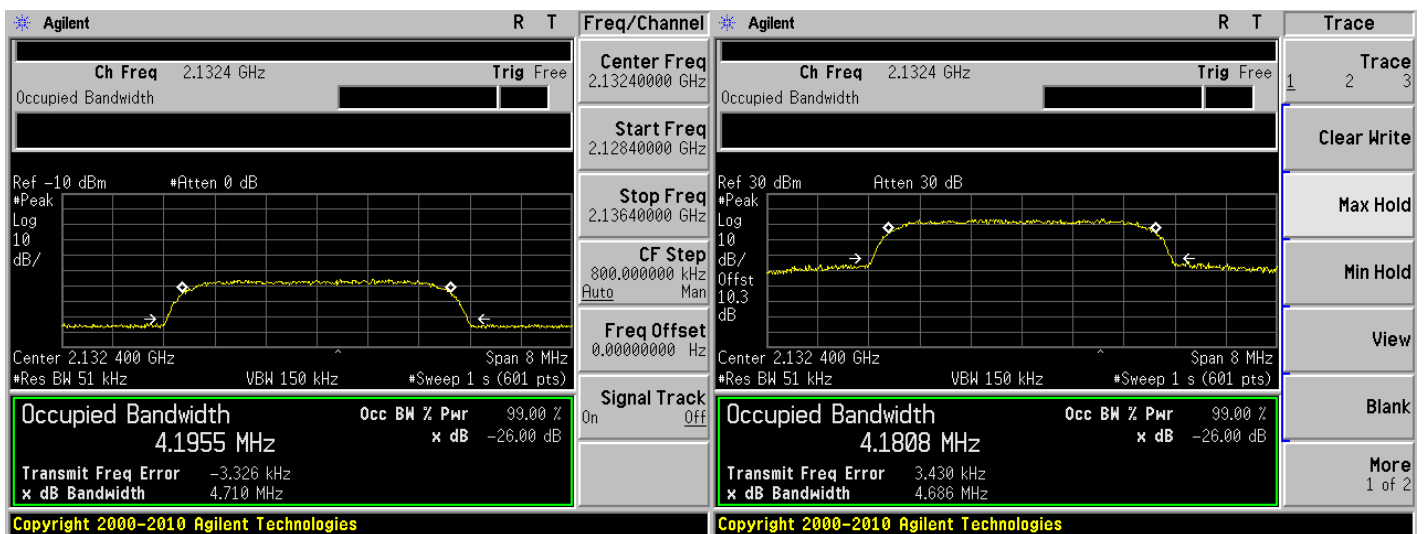 Agilent R T Freq/Channel
Ch Freq 2.1324 GHz Trig Free
Occupied Bandwidth
Center Freq
2.13240000 GHz
Start Freq
2.12840000 GHz
Stop Freq
2.13640000 GHz
CF Step
800.000000 kHz
Auto Man
Freq Offset
0.00000000 Hz
Signal Track
On Off
Ref -10 dBm #Atten 0 dB
#Peak
Log
10
dB/
Center 2.132 400 GHz Span 8 MHz
#Res BW 51 kHz VBW 150 kHz #Sweep 1 s (601 pts)
Occupied Bandwidth Occ BW % Pwr 99.00 %
4.1955 MHz x dB -26.00 dB
Transmit Freq Error -3.326 kHz
x dB Bandwidth 4.710 MHz
Copyright 2000-2010 Agilent Technologies
Agilent R T Trace
Ch Freq 2.1324 GHz Trig Free
Occupied Bandwidth
Trace
1 2 3
Clear Write
Max Hold
Min Hold
View
Blank
More
1 of 2
Ref 30 dBm Atten 30 dB
#Peak
Log
10
dB/
Offst
10.3
dB
Center 2.132 400 GHz Span 8 MHz
#Res BW 51 kHz VBW 150 kHz #Sweep 1 s (601 pts)
Occupied Bandwidth Occ BW % Pwr 99.00 %
4.1808 MHz x dB -26.00 dB
Transmit Freq Error 3.430 kHz
x dB Bandwidth 4.686 MHz
Copyright 2000-2010 Agilent Technologies